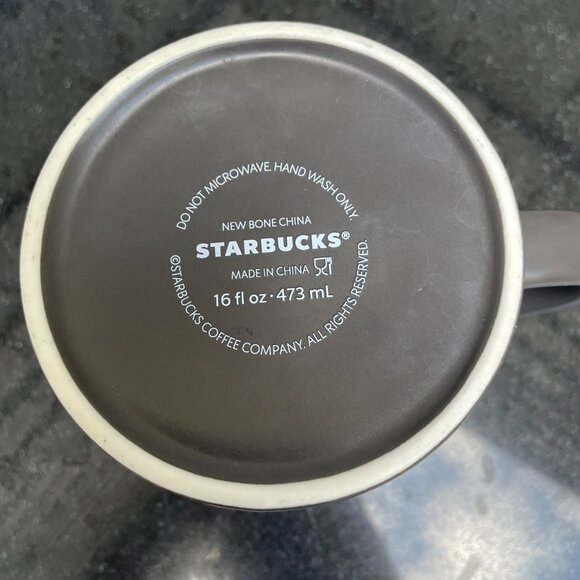 DO NOT MICROWAVE. HAND WASH ONLY.
NEW BONE CHINA
STARBUCKS®
MADE IN CHINA
16 fl oz · 473 mL
©STARBUCKS COFFEE COMPANY. ALL RIGHTS RESERVED.